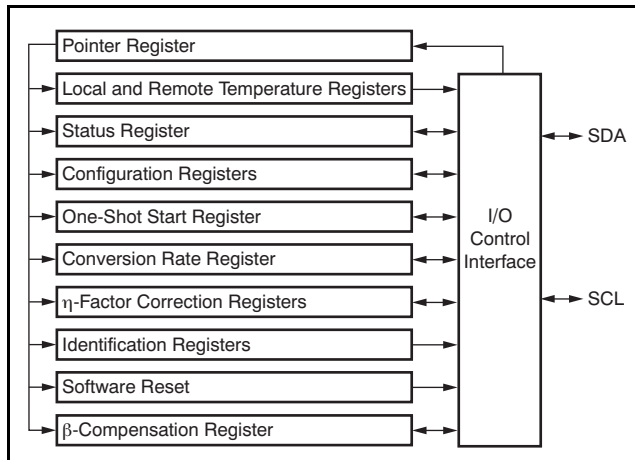 Pointer Register
Local and Remote Temperature Registers
Status Register
Configuration Registers
One-Shot Start Register
Conversion Rate Register
η-Factor Correction Registers
Identification Registers
Software Reset
β-Compensation Register
I/O
Control
Interface
SDA
SCL